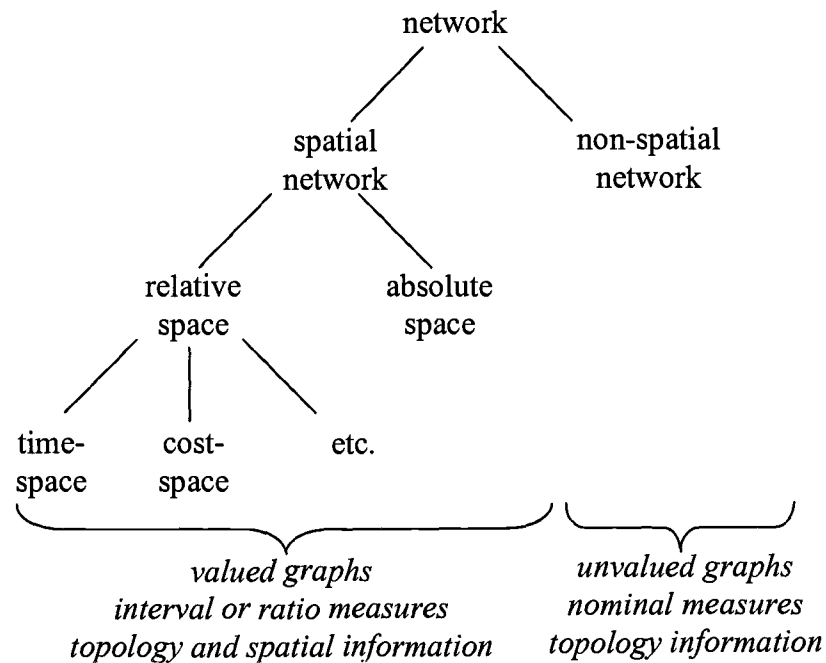 network
spatial
network
non-spatial
network
relative
space
absolute
space
time-
space
cost-
space
etc.
valued graphs
interval or ratio measures
topology and spatial information
unvalued graphs
nominal measures
topology information